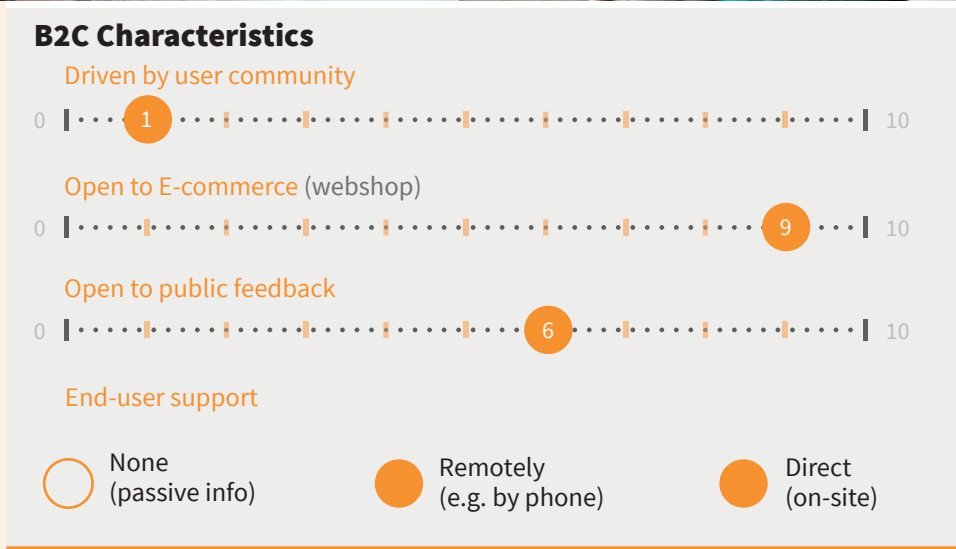 B2C Characteristics
Driven by user community
0 1 10
Open to E-commerce (webshop)
0 9 10
Open to public feedback
0 6 10
End-user support
None
(passive info)
Remotely
(e.g. by phone)
Direct
(on-site)